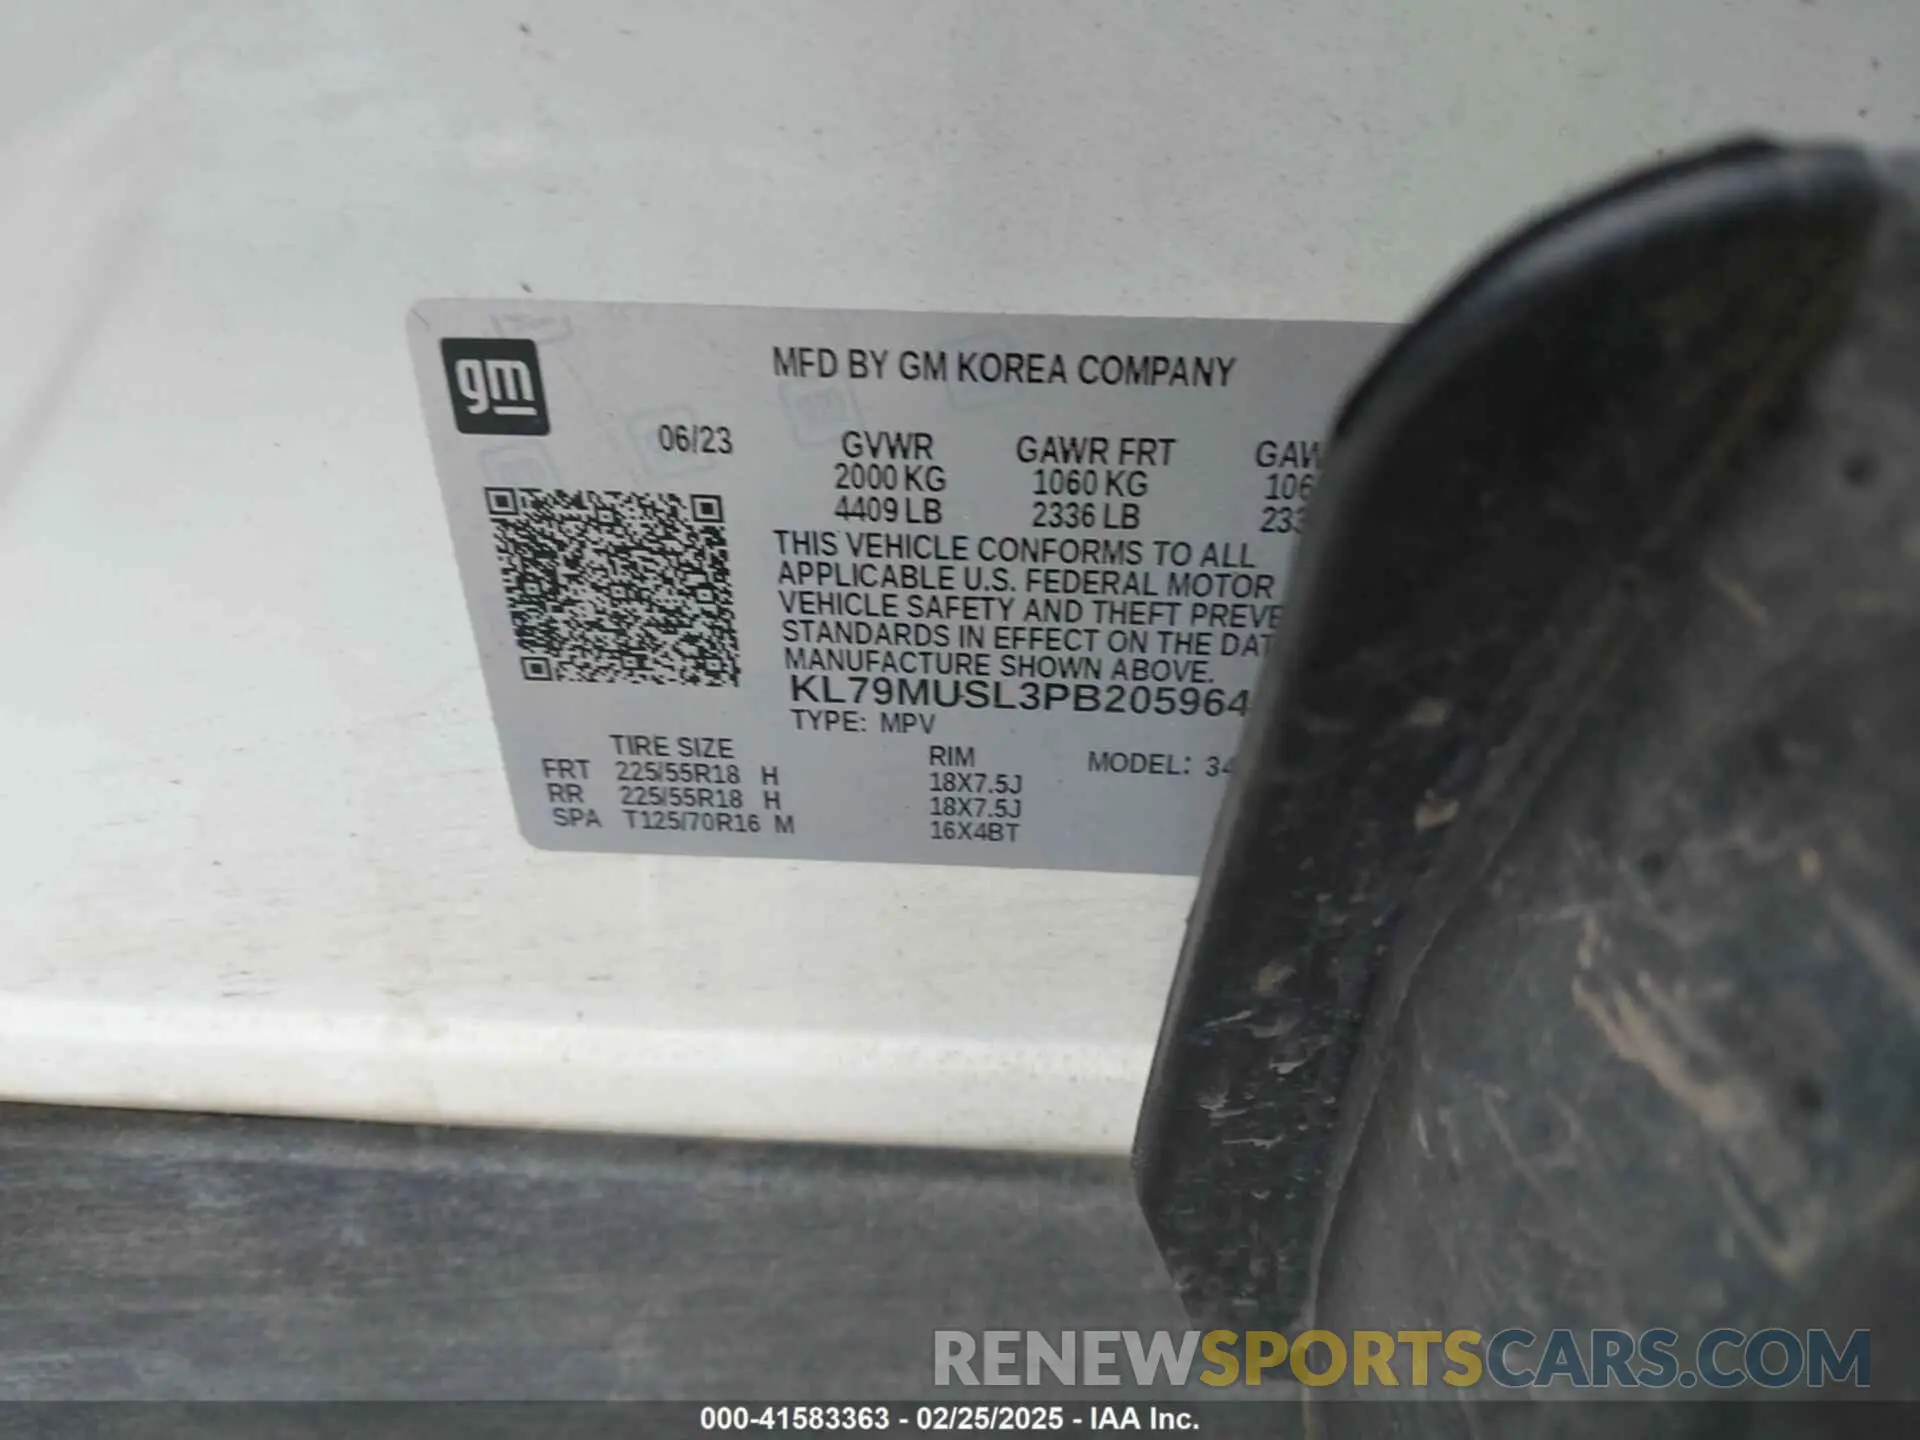 gm
MFD BY GM KOREA COMPANY
06/23
GVWR GAWR FRT
2000 KG 1060 KG
4409 LB 2336 LB
THIS VEHICLE CONFORMS TO ALL
APPLICABLE U.S. FEDERAL MOTOR
VEHICLE SAFETY AND THEFT PREVE
STANDARDS IN EFFECT ON THE DAT
MANUFACTURE SHOWN ABOVE.
KL79MUSL3PB205964
TYPE: MPV
TIRE SIZE RIM MODEL: 34
FRT 225/55R18 H 18X7.5J
RR 225/55R18 H 18X7.5J
SPA T125/70R16 M 16X4BT
RENEWSPORTSCARS.COM
000-41583363 - 02/25/2025 - IAA Inc.